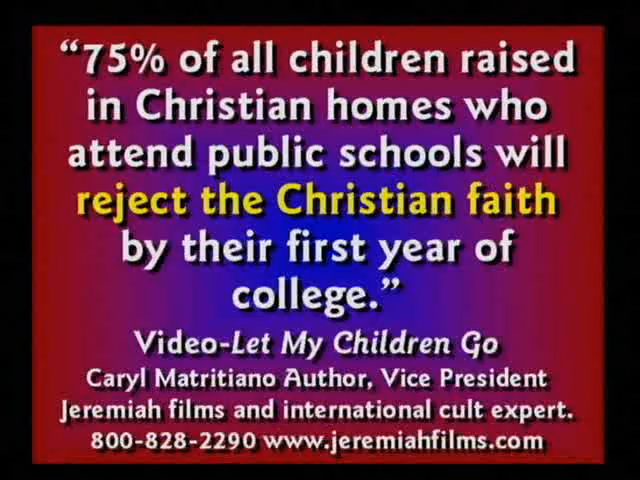 “75% of all children raised
in Christian homes who
attend public schools will
reject the Christian faith
by their first year of
college.”
Video-Let My Children Go
Caryl Matritiano Author, Vice President
Jeremiah films and international cult expert.
800-828-2290 www.jeremiahfilms.com